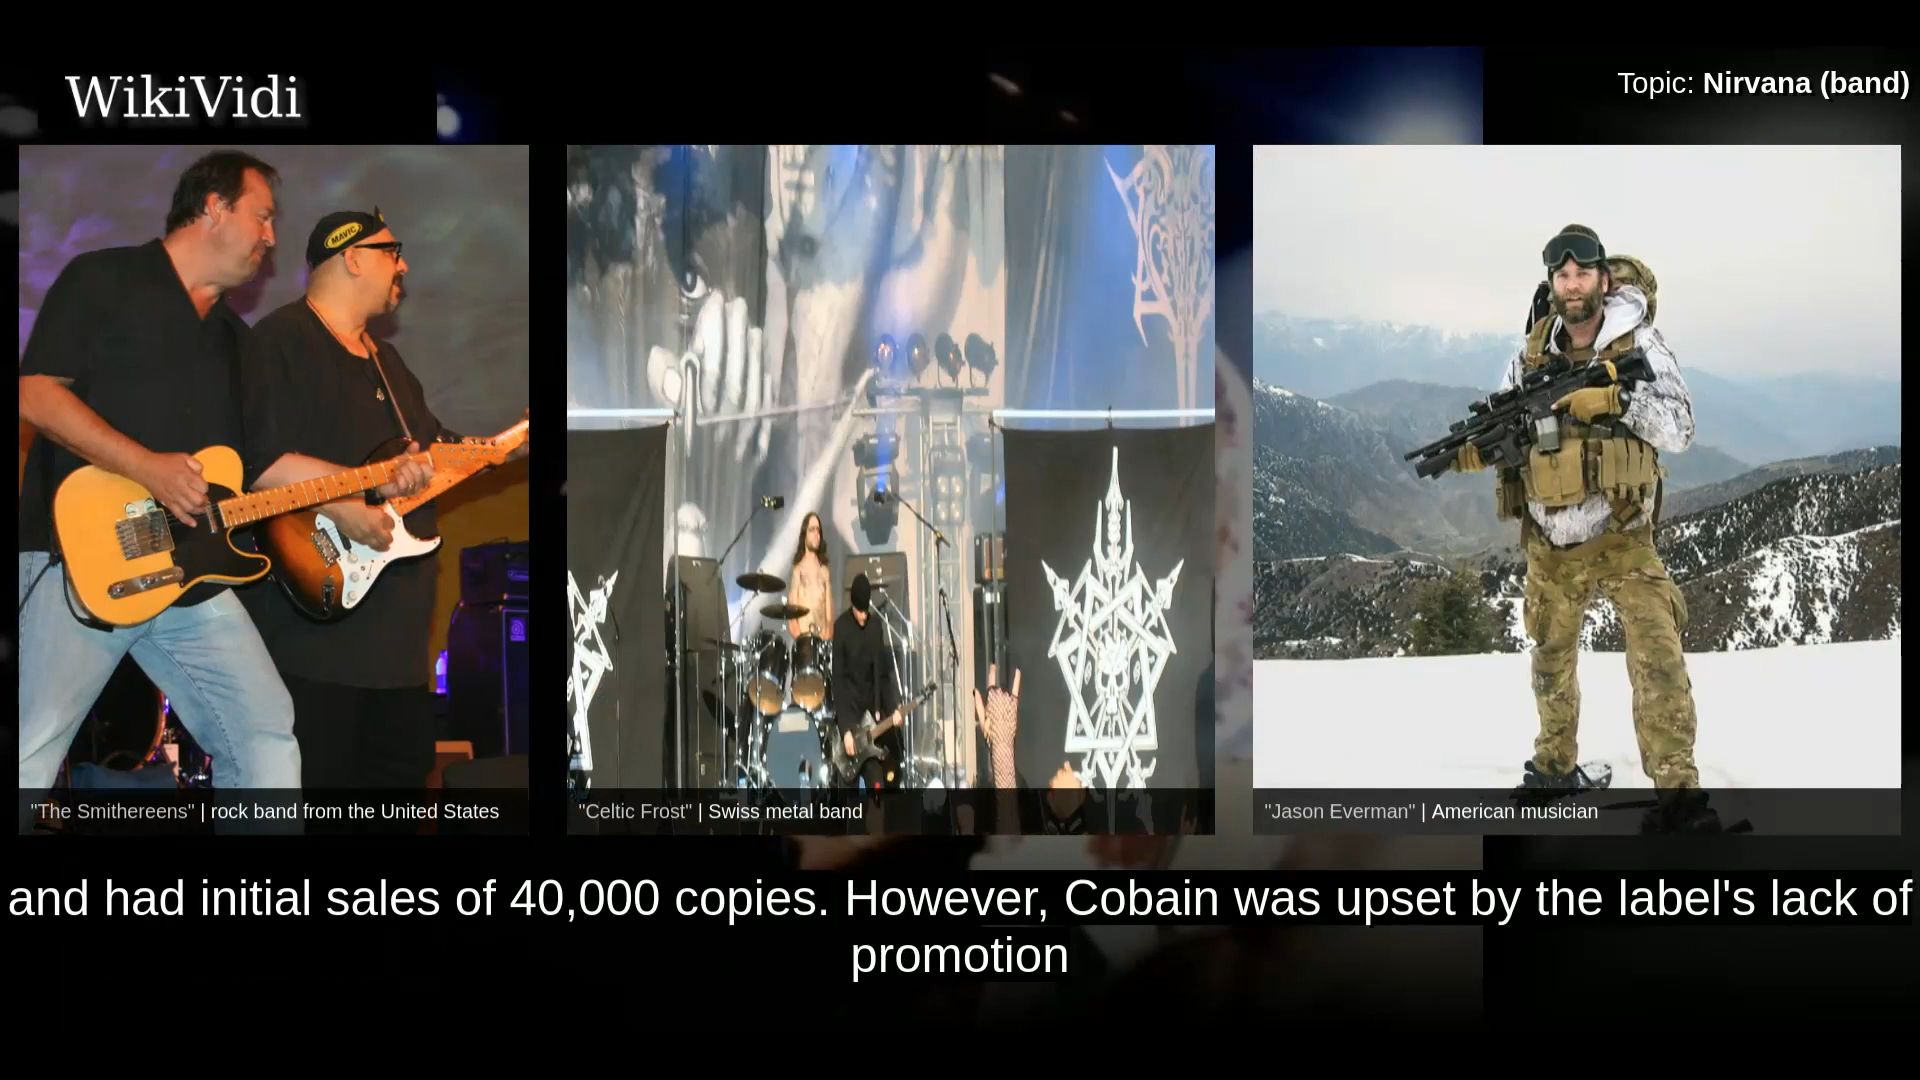 WikiVidi
Topic: Nirvana (band)
MAVIC
"The Smithereens" | rock band from the United States
"Celtic Frost" | Swiss metal band
"Jason Everman" | American musician
and had initial sales of 40,000 copies. However, Cobain was upset by the label's lack of
promotion